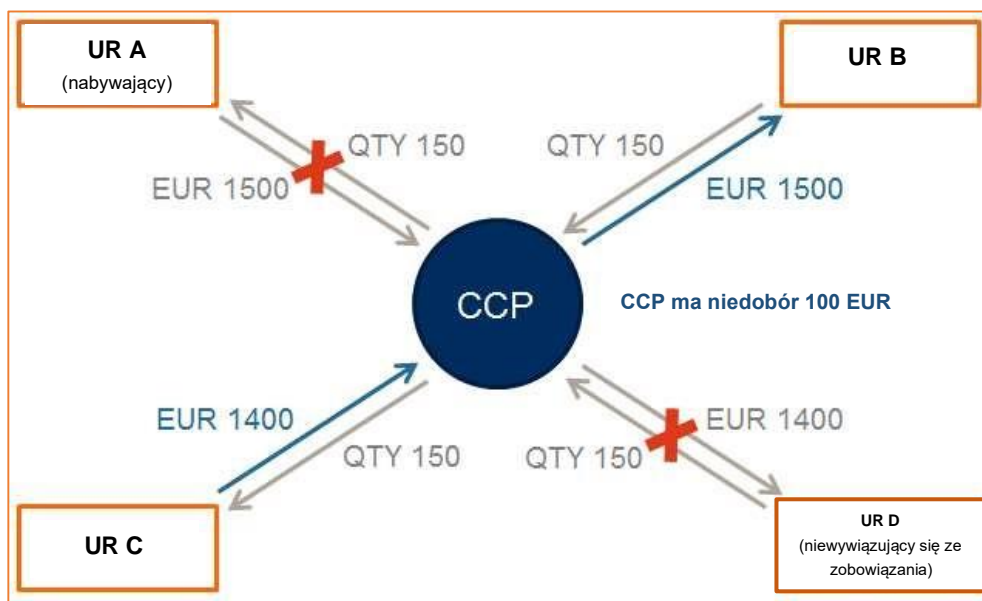 UR A
(nabywający)
UR B
QTY 150
EUR 1500
QTY 150
EUR 1500
CCP
CCP ma niedobór 100 EUR
EUR 1400
QTY 150
EUR 1400
QTY 150
UR C
UR D
(niewywiązujący się ze
zobowiązania)